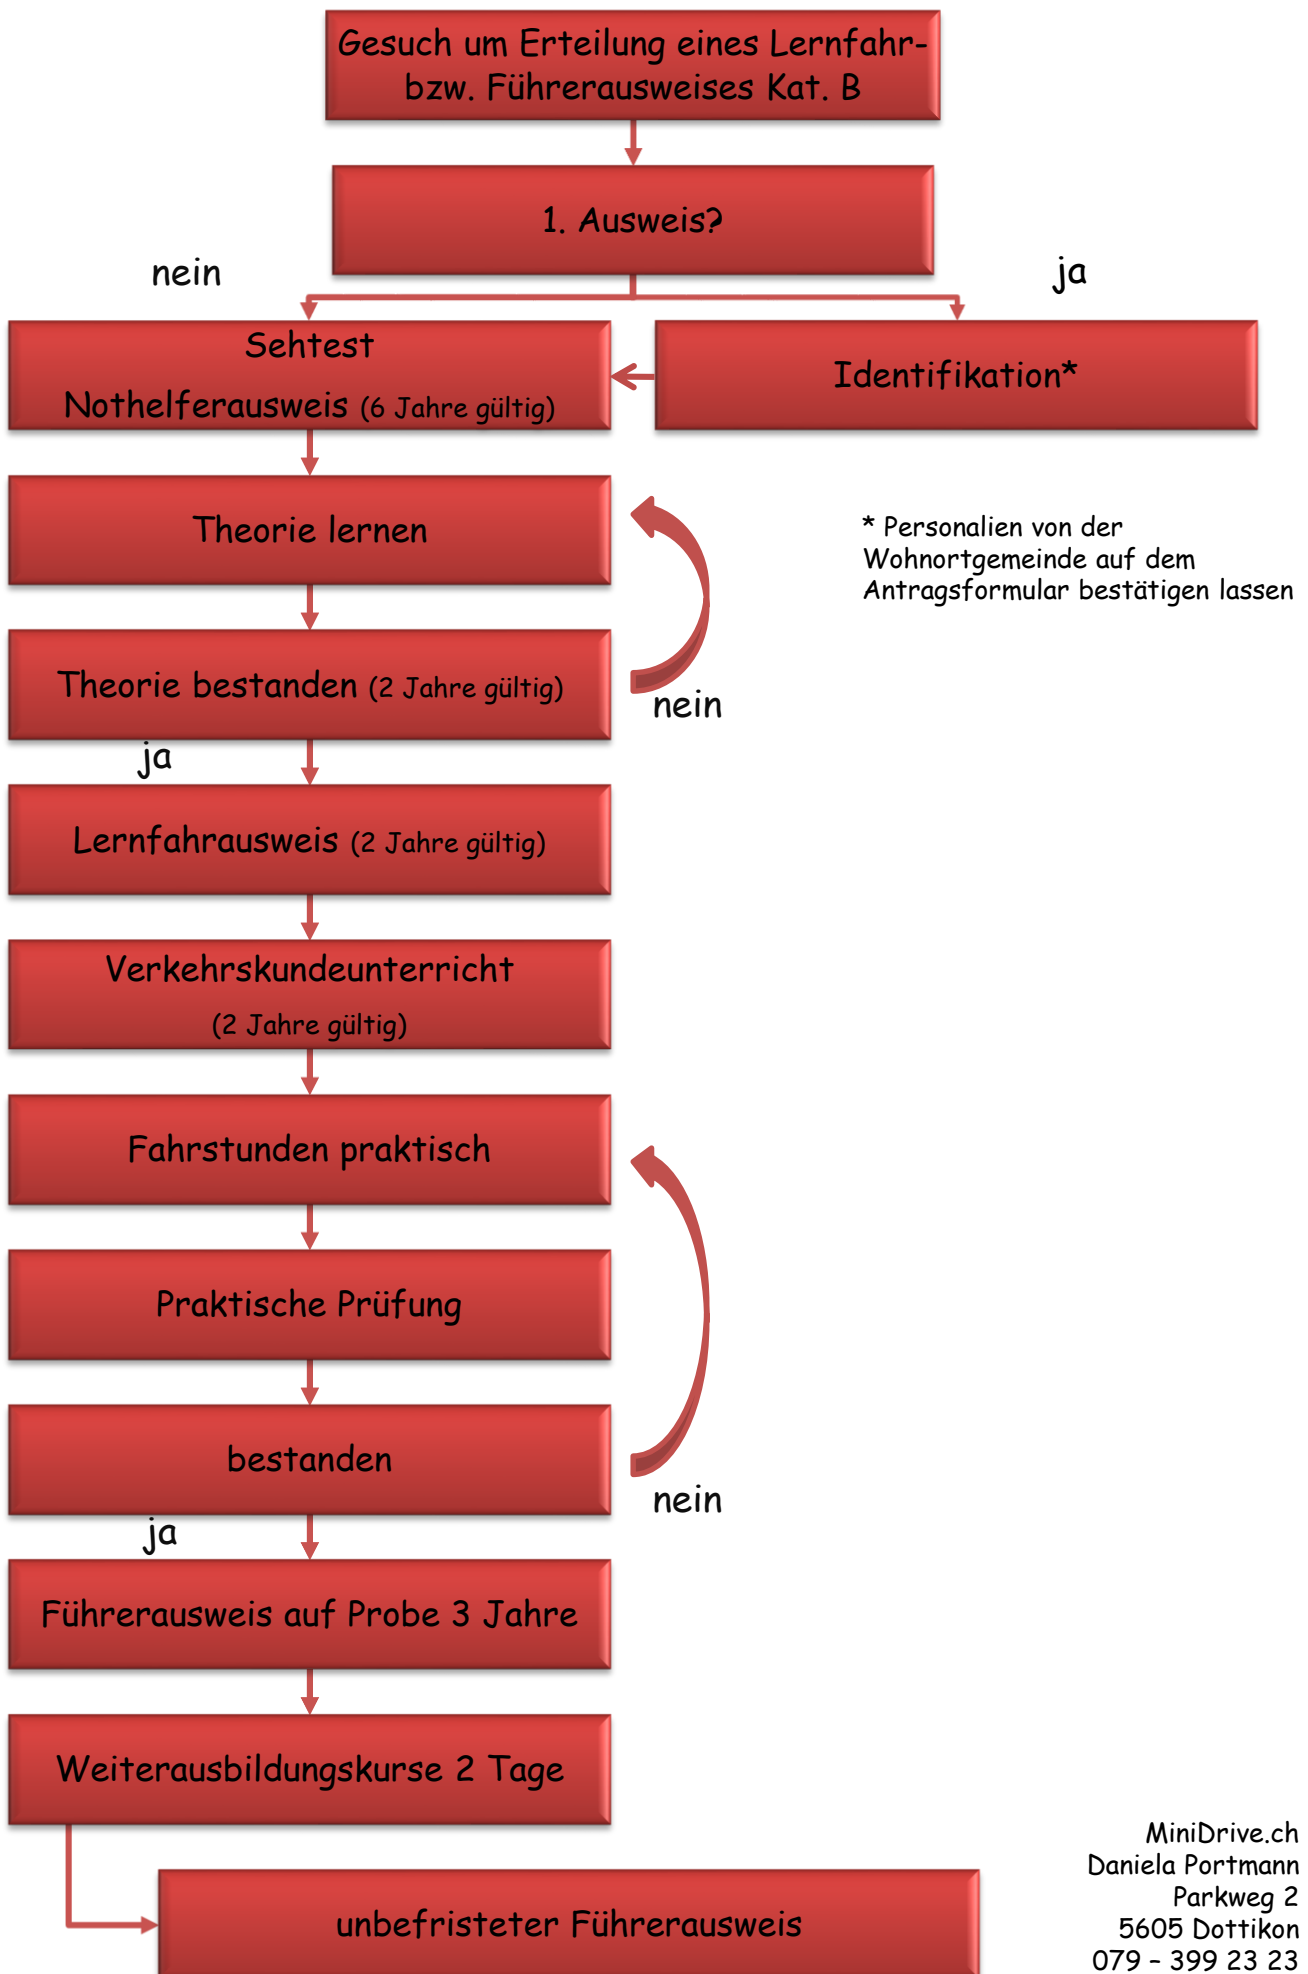 Gesuch um Erteilung eines Lernfahr-
bzw. Führerausweises Kat. B
1. Ausweis?
nein
ja
Sehtest
Nothelferausweis (6 Jahre gültig)
Identifikation*
Theorie lernen
* Personalien von der
Wohnortgemeinde auf dem
Antragsformular bestätigen lassen
Theorie bestanden (2 Jahre gültig)
nein
ja
Lernfahrausweis (2 Jahre gültig)
Verkehrskundeunterricht
(2 Jahre gültig)
Fahrstunden praktisch
Praktische Prüfung
bestanden
nein
ja
Führerausweis auf Probe 3 Jahre
Weiterausbildungskurse 2 Tage
unbefristeter Führerausweis
MiniDrive.ch
Daniela Portmann
Parkweg 2
5605 Dottikon
079 – 399 23 23